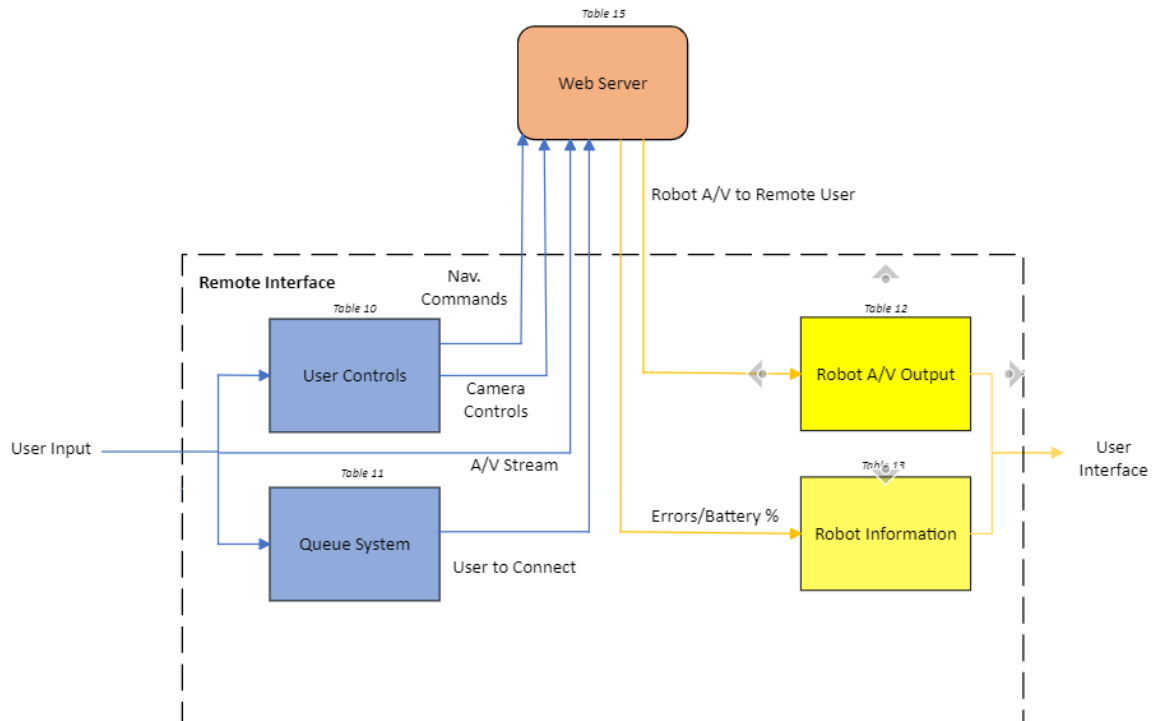 Table 15
Web Server
Robot A/V to Remote User
Remote Interface
Nav.
Commands
Table 10
User Controls
Camera
Controls
User Input
A/V Stream
Table 11
Queue System
User to Connect
Table 12
Robot A/V Output
Table 13
Errors/Battery %
Robot Information
User
Interface